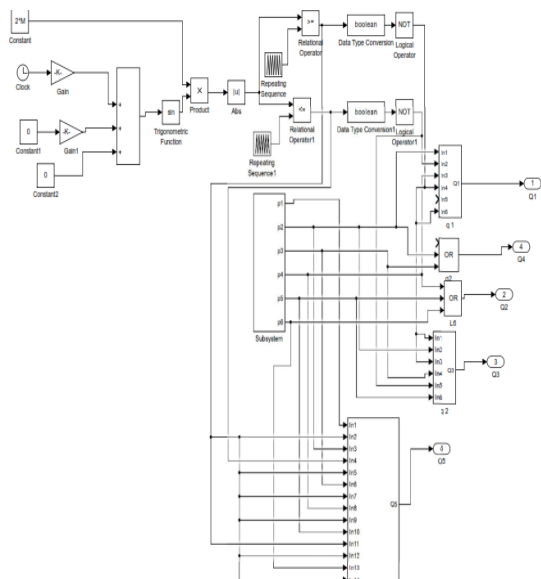 2*M
Constant
Clock
-K-
Gain
0
Constant1
-K-
Gain1
0
Constant2
+
+
+
sin
Trigonometric
Function
×
Product
|u|
Abs
Repeating
Sequence
>=
Relational
Operator
boolean
Data Type Conversion
NOT
Logical
Operator
Repeating
Sequence1
<=
Relational
Operator1
boolean
Data Type Conversion1
NOT
Logical
Operator1
In1
In2
In3
In4
In5
In6
Q1
q 1
1
Q1
p1
p2
p3
p4
p5
p6
Subsystem
OR
4
Q4
OR
L6
2
Q2
In1
In2
In3
In4
In5
In6
Q3
q 2
3
Q3
In1
In2
In3
In4
In5
In6
In7
In8
In9
In10
In11
In12
In13
Q5
Q5